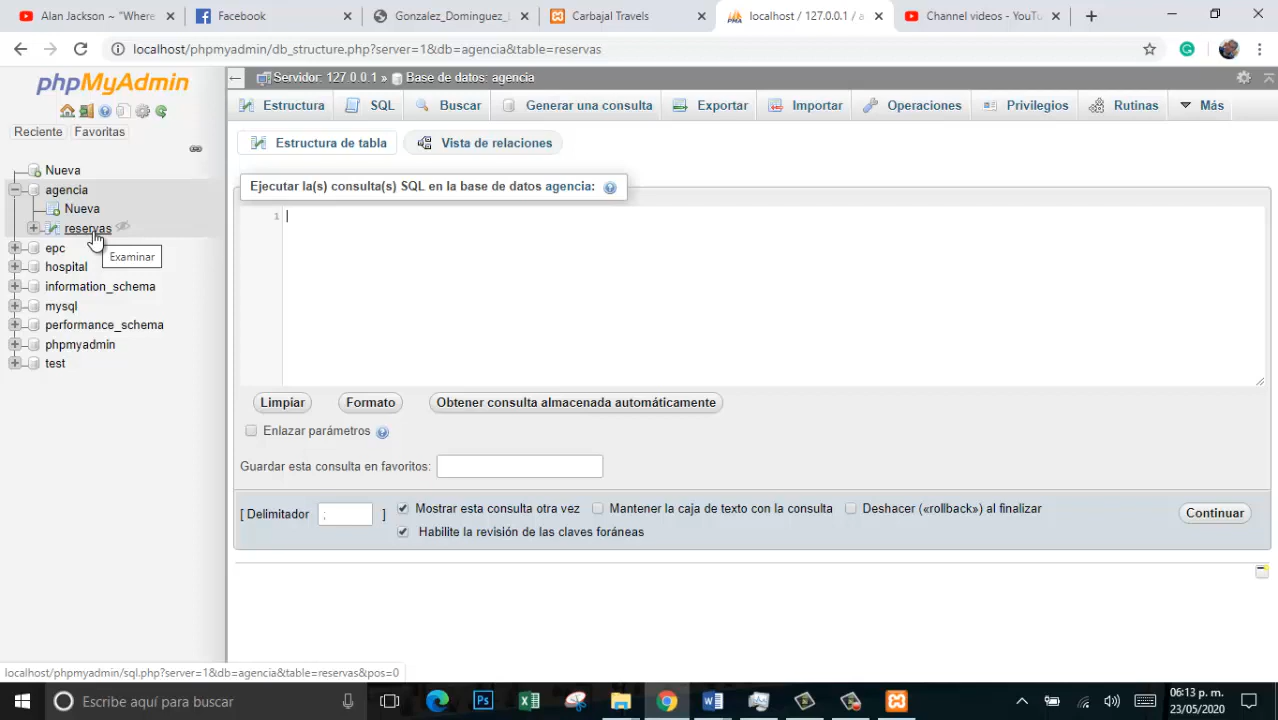 Alan Jackson ~ "Where
Facebook
Gonzalez_Dominguez_L
Carbajal Travels
localhost / 127.0.0.1 / a
Channel videos - YouTu
localhost/phpmyadmin/db_structure.php?server=1&db=agencia&table=reservas
phpMyAdmin
Reciente Favoritas
Nueva
agencia
Nueva
reservas
Examinar
epc
hospital
information_schema
mysql
performance_schema
phpmyadmin
test
Servidor: 127.0.0.1 » Base de datos: agencia
Estructura SQL Buscar Generar una consulta Exportar Importar Operaciones Privilegios Rutinas Más
Estructura de tabla Vista de relaciones
Ejecutar la(s) consulta(s) SQL en la base de datos agencia:
1
Limpiar Formato Obtener consulta almacenada automáticamente
Enlazar parámetros
Guardar esta consulta en favoritos:
[ Delimitador ; ] Mostrar esta consulta otra vez Mantener la caja de texto con la consulta Deshacer («rollback») al finalizar Continuar
Habilite la revisión de las claves foráneas
localhost/phpmyadmin/sql.php?server=1&db=agencia&table=reservas&pos=0
Escribe aquí para buscar
06:13 p. m.
23/05/2020